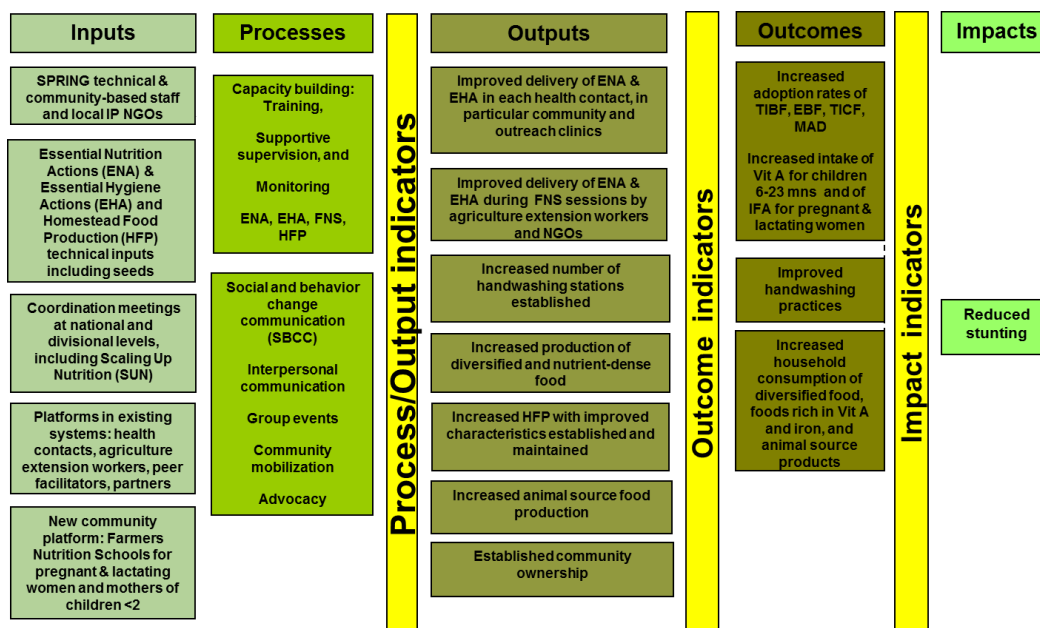 Inputs
SPRING technical &
community-based staff
and local IP NGOs
Essential Nutrition
Actions (ENA) &
Essential Hygiene
Actions (EHA) and
Homestead Food
Production (HFP)
technical inputs
including seeds
Coordination meetings
at national and
divisional levels,
including Scaling Up
Nutrition (SUN)
Platforms in existing
systems: health
contacts, agriculture
extension workers, peer
facilitators, partners
New community
platform: Farmers
Nutrition Schools for
pregnant & lactating
women and mothers of
children <2
Processes
Capacity building:
Training,
Supportive
supervision, and
Monitoring
ENA, EHA, FNS,
HFP
Social and behavior
change communication
(SBCC)
Interpersonal
communication
Group events
Community
mobilization
Advocacy
Process/Output indicators
Outputs
Improved delivery of ENA &
EHA in each health contact, in
particular community and
outreach clinics
Improved delivery of ENA &
EHA during FNS sessions by
agriculture extension workers
and NGOs
Increased number of
handwashing stations
established
Increased production of
diversified and nutrient-dense
food
Increased HFP with improved
characteristics established and
maintained
Increased animal source food
production
Established community
ownership
Outcome indicators
Outcomes
Increased
adoption rates of
TIBF, EBF, TICF,
MAD
Increased intake of
Vit A for children
6-23 mns and of
IFA for pregnant &
lactating women
Improved
handwashing
practices
Increased
household
consumption of
diversified food,
foods rich in Vit A
and iron, and
animal source
products
Impact indicators
Impacts
Reduced
stunting